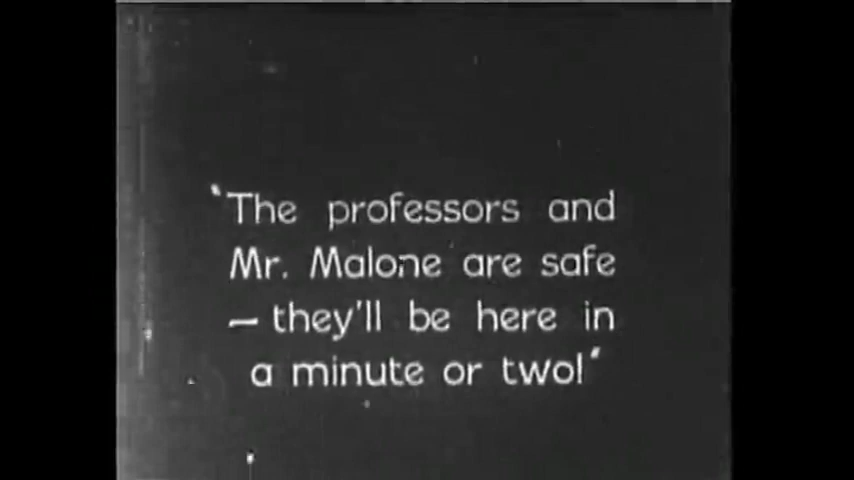 "The professors and
Mr. Malone are safe
— they'll be here in
a minute or two!"